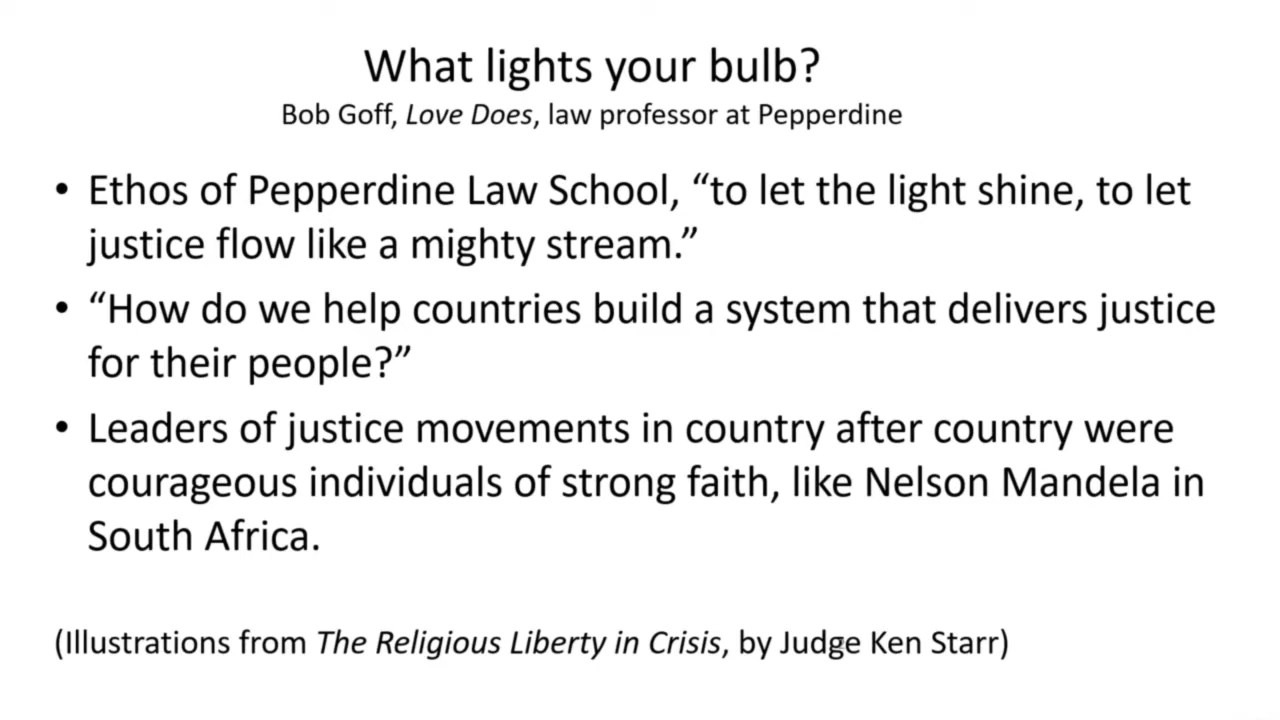 What lights your bulb?
Bob Goff, Love Does, law professor at Pepperdine
• Ethos of Pepperdine Law School, “to let the light shine, to let
justice flow like a mighty stream.”
• “How do we help countries build a system that delivers justice
for their people?”
• Leaders of justice movements in country after country were
courageous individuals of strong faith, like Nelson Mandela in
South Africa.
(Illustrations from The Religious Liberty in Crisis, by Judge Ken Starr)